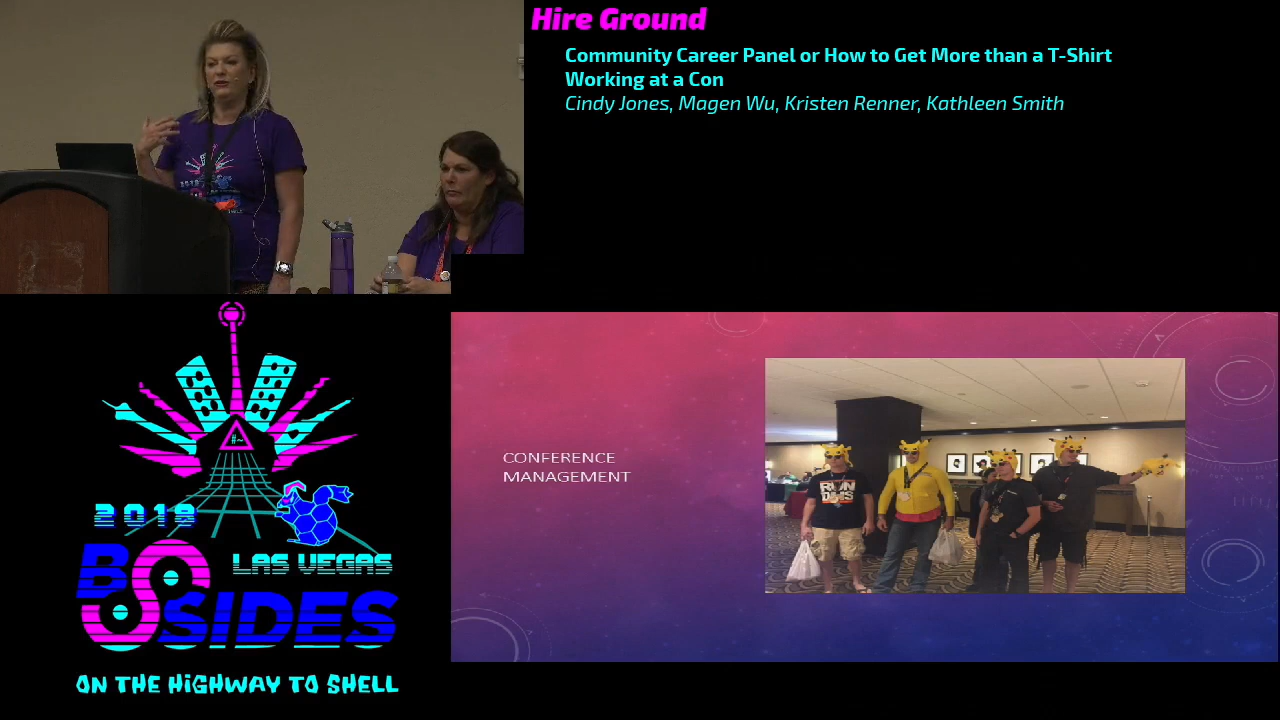 Hire Ground
Community Career Panel or How to Get More than a T-Shirt
Working at a Con
Cindy Jones, Magen Wu, Kristen Renner, Kathleen Smith
#~
2018
LAS VEGAS
BSIDES
ON THE HIGHWAY TO SHELL
CONFERENCE
MANAGEMENT
RUN
DMS